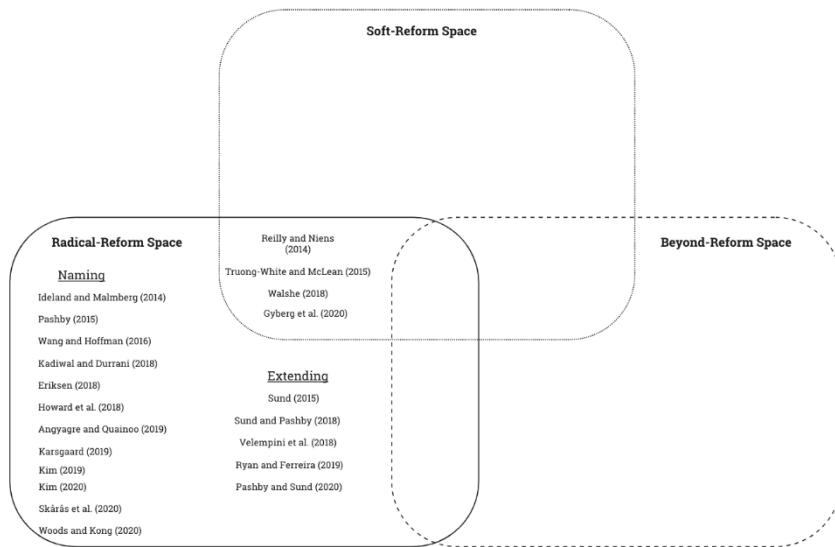 Soft-Reform Space
Radical-Reform Space
Naming
Ideland and Malmberg (2014)
Pashby (2015)
Wang and Hoffman (2016)
Kadiwal and Durrani (2018)
Eriksen (2018)
Howard et al. (2018)
Angyagre and Quainoo (2019)
Karsgaard (2019)
Kim (2019)
Kim (2020)
Skårås et al. (2020)
Woods and Kong (2020)
Reilly and Niens
(2014)
Truong-White and McLean (2015)
Walshe (2018)
Gyberg et al. (2020)
Extending
Sund (2015)
Sund and Pashby (2018)
Velempini et al. (2018)
Ryan and Ferreira (2019)
Pashby and Sund (2020)
Beyond-Reform Space